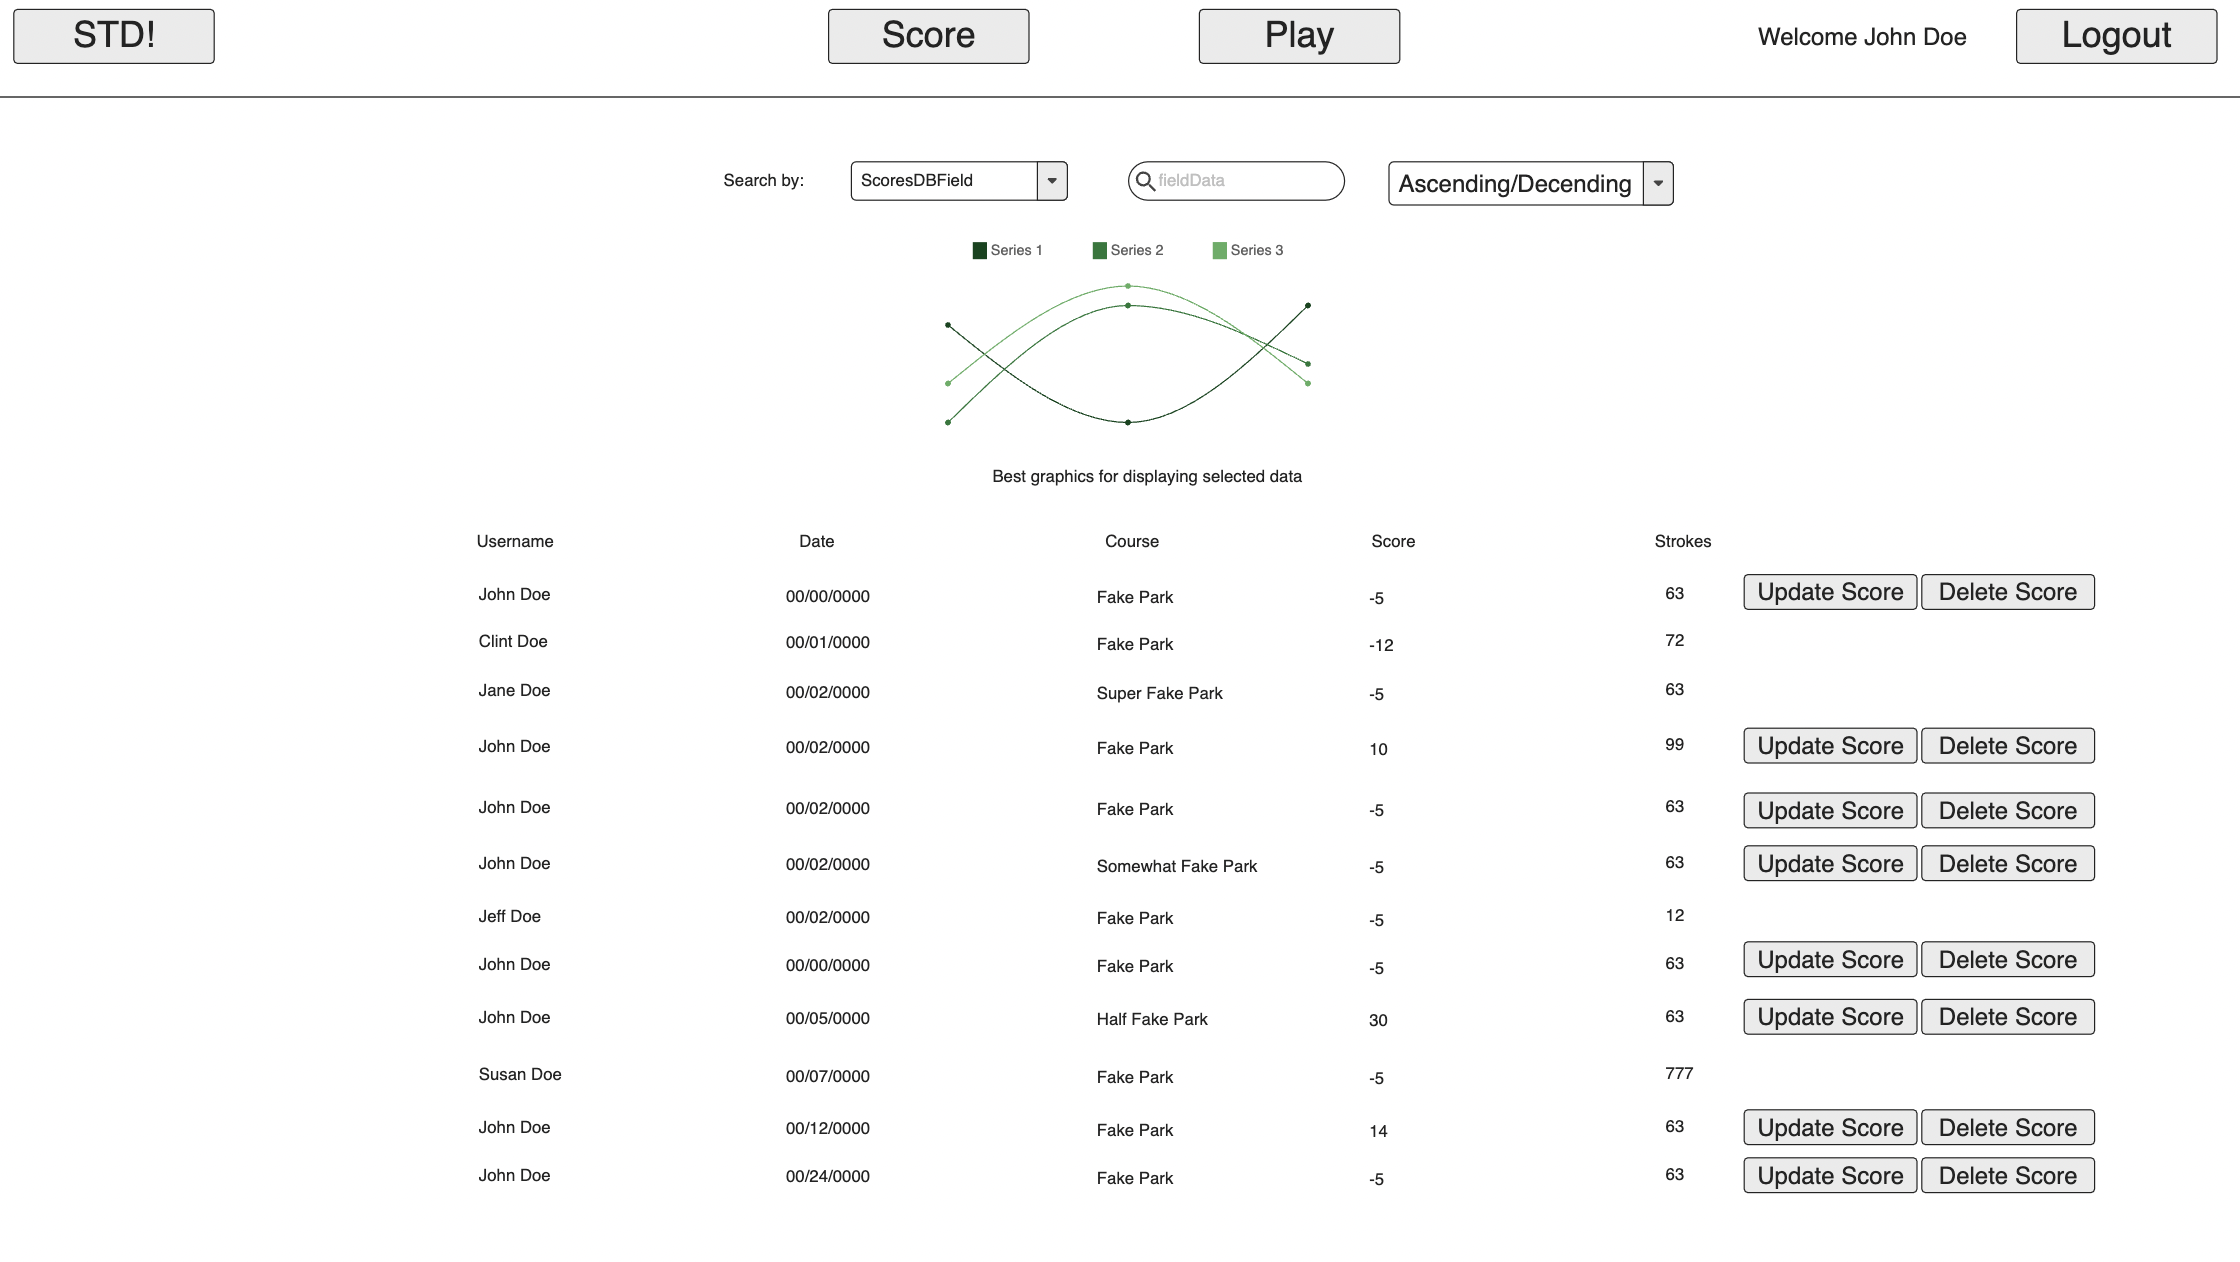 STD! Score Play Welcome John Doe Logout
Search by: ScoresDBField fieldData Ascending/Decending
Series 1 Series 2 Series 3
Best graphics for displaying selected data
Username Date Course Score Strokes
John Doe 00/00/0000 Fake Park -5 63 Update Score Delete Score
Clint Doe 00/01/0000 Fake Park -12 72
Jane Doe 00/02/0000 Super Fake Park -5 63
John Doe 00/02/0000 Fake Park 10 99 Update Score Delete Score
John Doe 00/02/0000 Fake Park -5 63 Update Score Delete Score
John Doe 00/02/0000 Somewhat Fake Park -5 63 Update Score Delete Score
Jeff Doe 00/02/0000 Fake Park -5 12
John Doe 00/00/0000 Fake Park -5 63 Update Score Delete Score
John Doe 00/05/0000 Half Fake Park 30 63 Update Score Delete Score
Susan Doe 00/07/0000 Fake Park -5 777
John Doe 00/12/0000 Fake Park 14 63 Update Score Delete Score
John Doe 00/24/0000 Fake Park -5 63 Update Score Delete Score